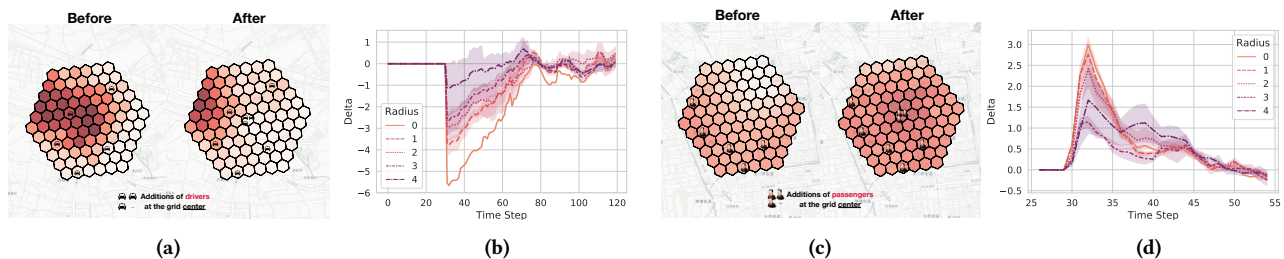 Before
After
Additions of drivers
at the grid center
(a)
Delta
1
0
−1
−2
−3
−4
−5
−6
Radius
0
1
2
3
4
0
20
40
60
80
100
120
Time Step
(b)
Before
After
Additions of passengers
at the grid center
(c)
Delta
3.0
2.5
2.0
1.5
1.0
0.5
0.0
−0.5
Radius
0
1
2
3
4
25
30
35
40
45
50
55
Time Step
(d)